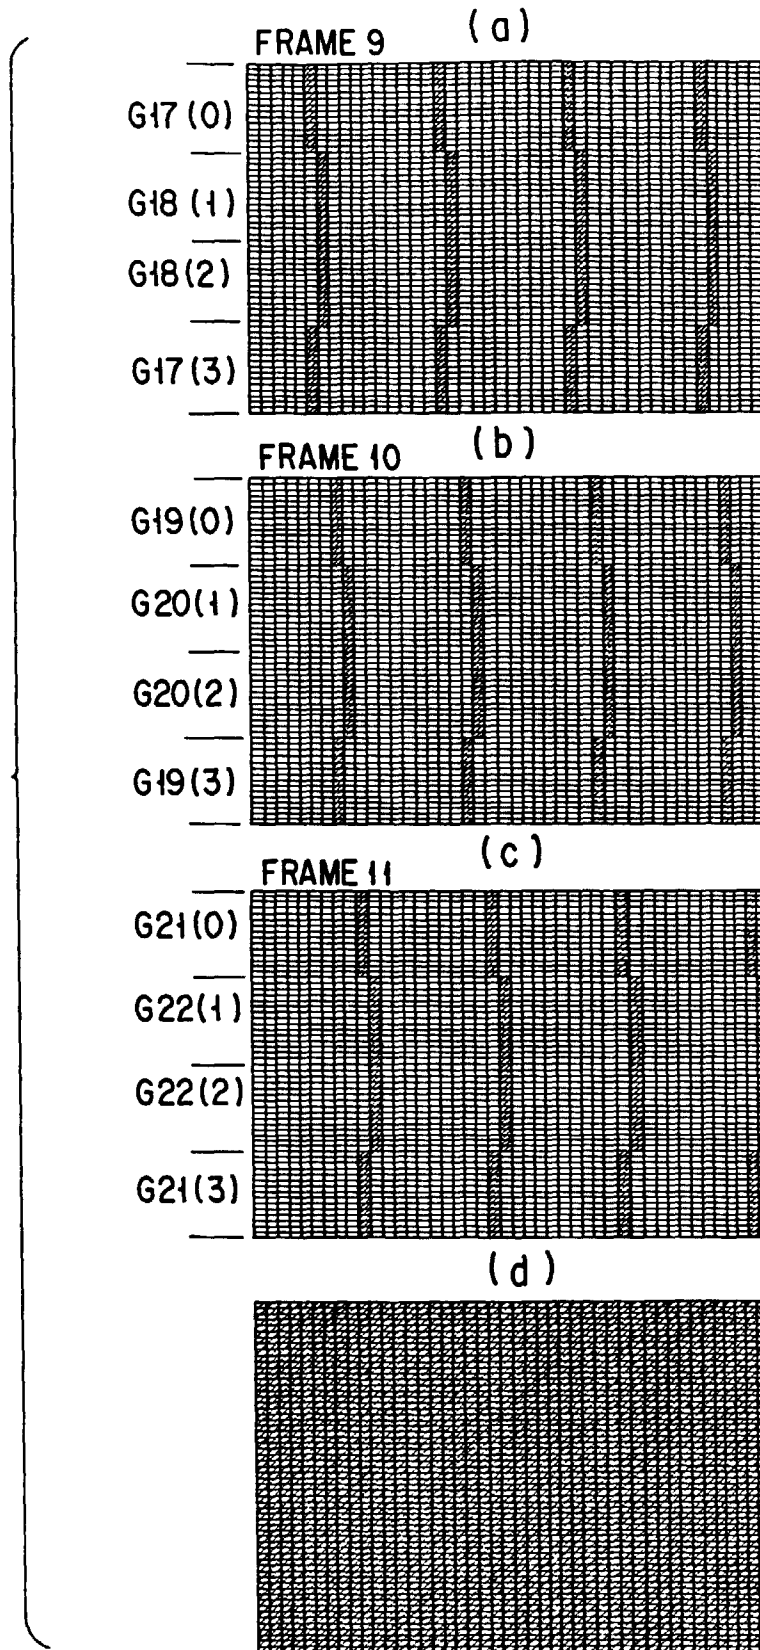 (a)
FRAME 9
G17(0)
G18(1)
G18(2)
G17(3)
(b)
FRAME 10
G19(0)
G20(1)
G20(2)
G19(3)
(c)
FRAME 11
G21(0)
G22(1)
G22(2)
G21(3)
(d)